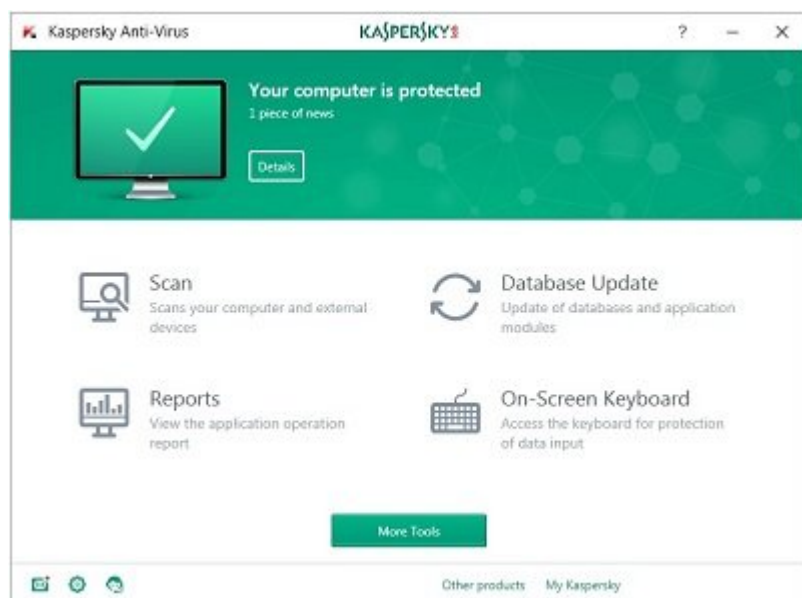 Kaspersky Anti-Virus
KASPERSKY
?
Your computer is protected
1 piece of news
Details
Scan
Scans your computer and external
devices
Database Update
Update of databases and application
modules
Reports
View the application operation
report
On-Screen Keyboard
Access the keyboard for protection
of data input
More Tools
Other products
My Kaspersky